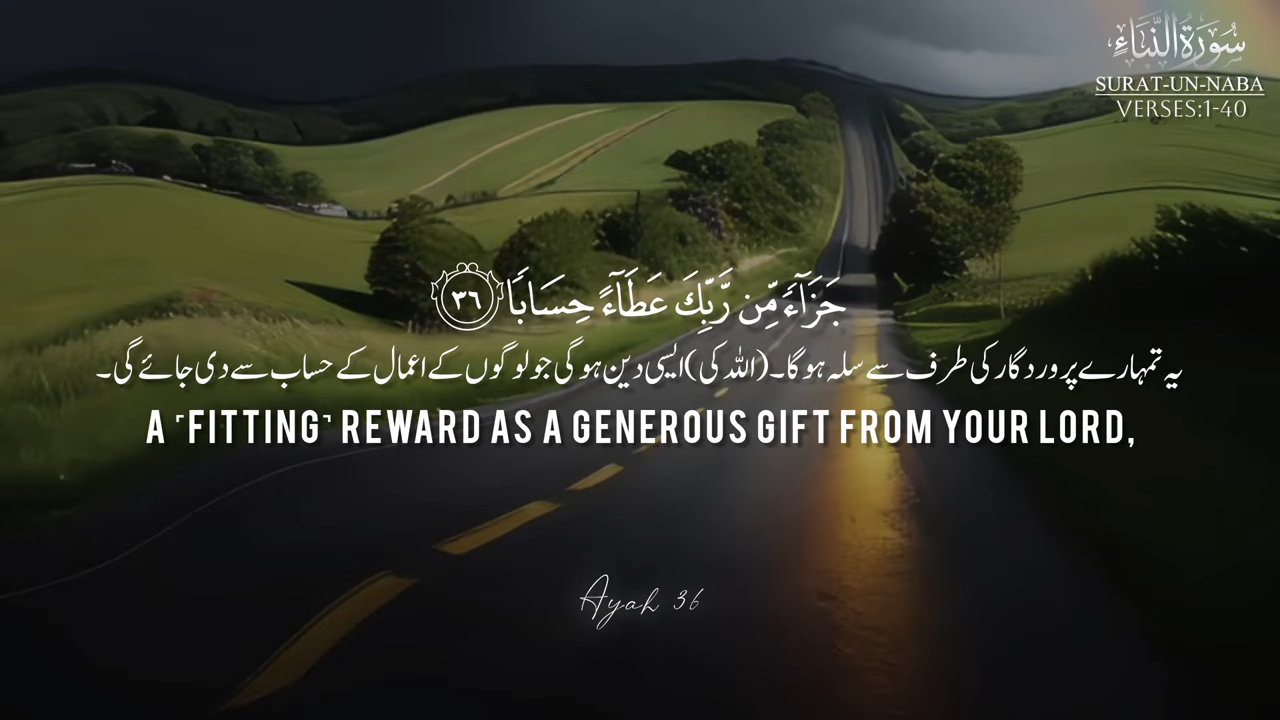 سُورَةُ النَّبَاءِ
SURAT-UN-NABA
VERSES:1-40
جَزَآءً مِّن رَّبِّكَ عَطَآءً حِسَابًا ٣٦
یہ تمہارے پروردگار کی طرف سے سلہ ہوگا۔ (اللہ کی) ایسی دین ہوگی جو لوگوں کے اعمال کے حساب سے دی جائے گی۔
A ˹FITTING˺ REWARD AS A GENEROUS GIFT FROM YOUR LORD,
Ayah 36